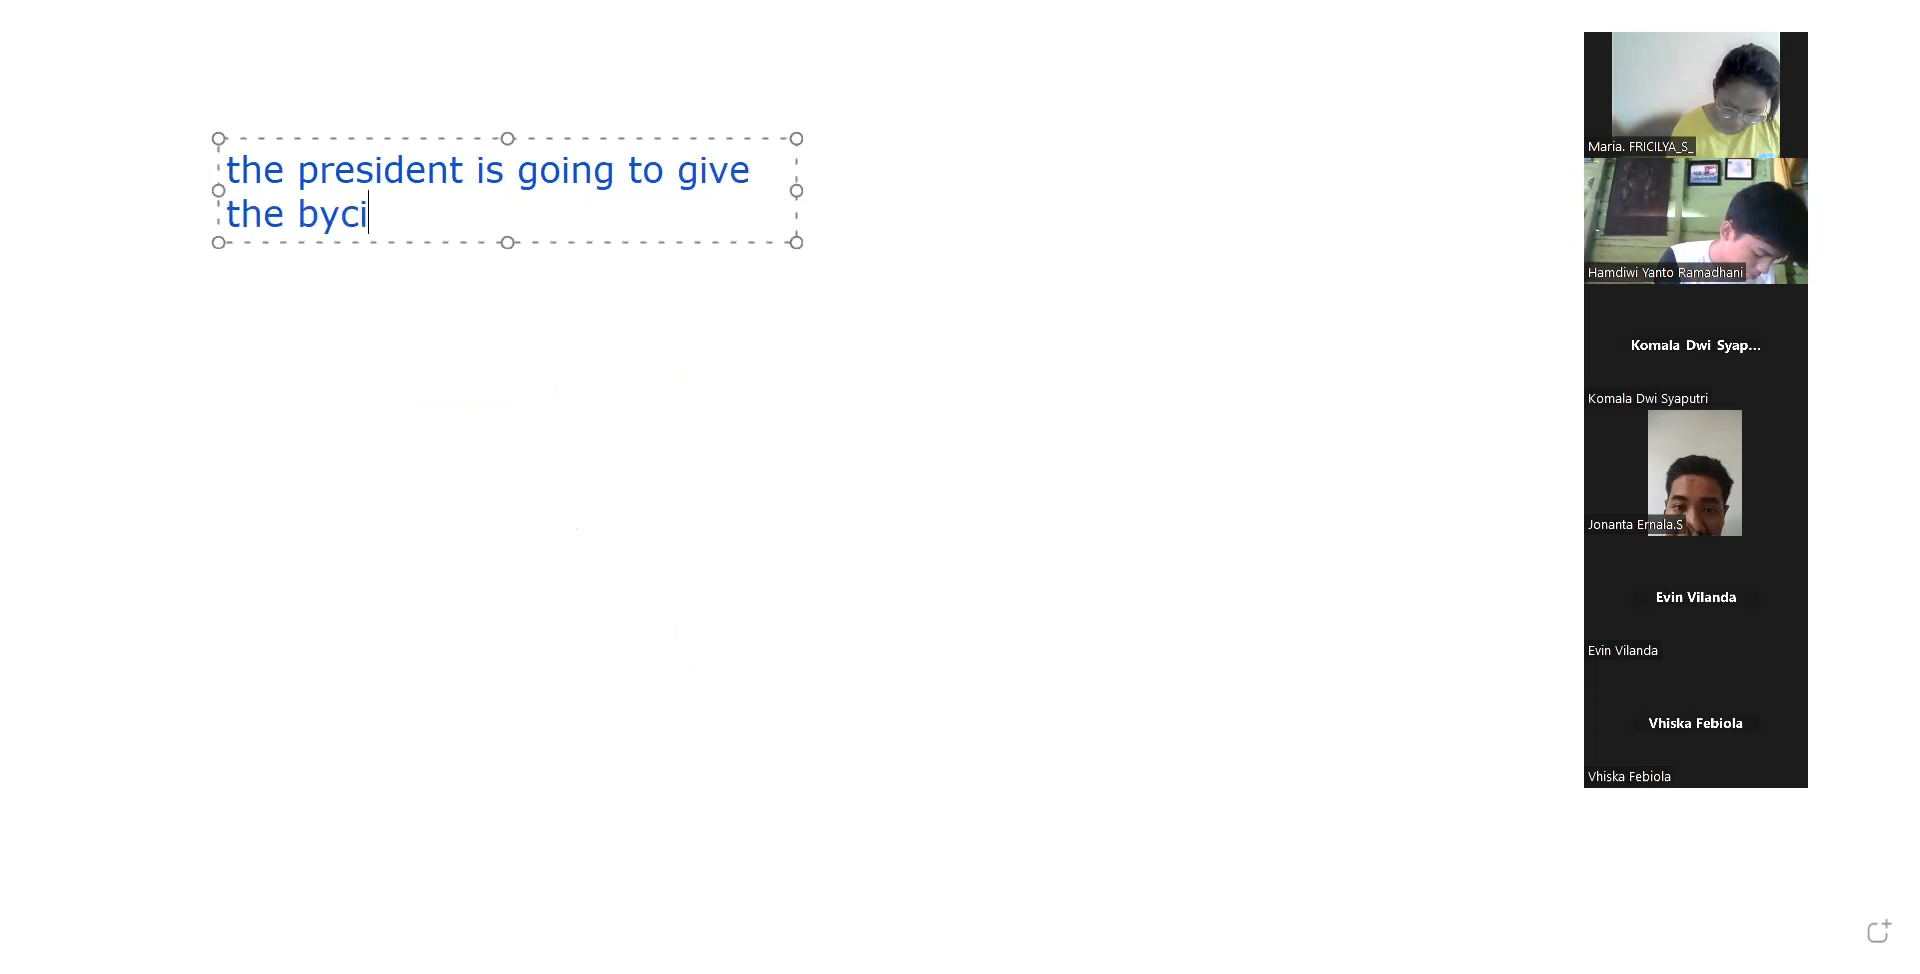 the president is going to give
the byci
Maria. FRICILYA_S_
Hamdiwi Yanto Ramadhani
Komala Dwi Syap...
Komala Dwi Syaputri
Jonanta Ernala.S
Evin Vilanda
Evin Vilanda
Vhiska Febiola
Vhiska Febiola